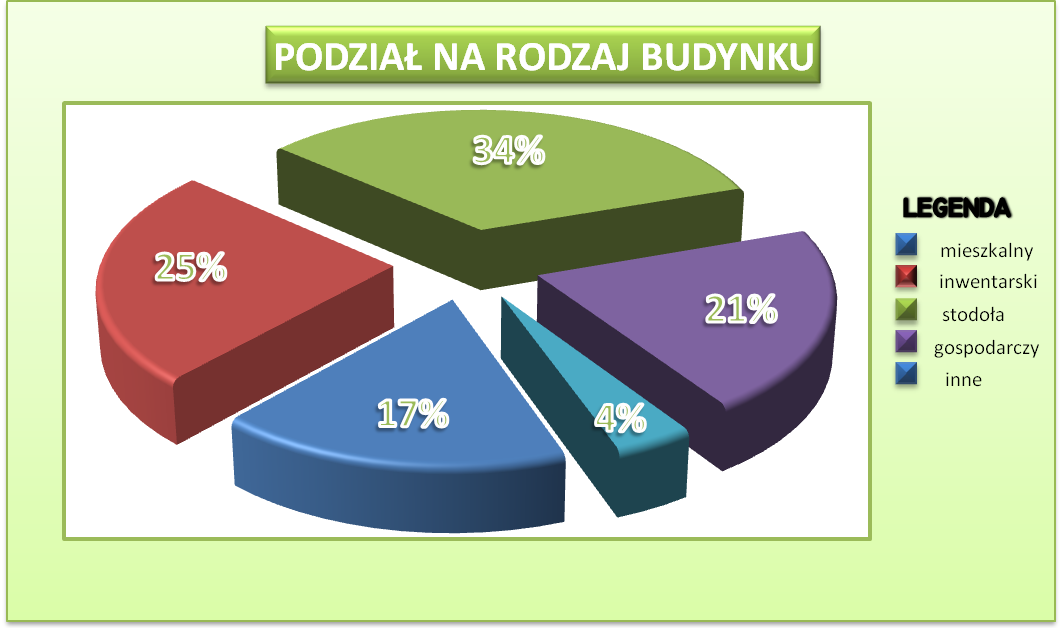 PODZIAŁ NA RODZAJ BUDYNKU
34%
25%
21%
17%
4%
LEGENDA
mieszkalny
inwentarski
stodoła
gospodarczy
inne